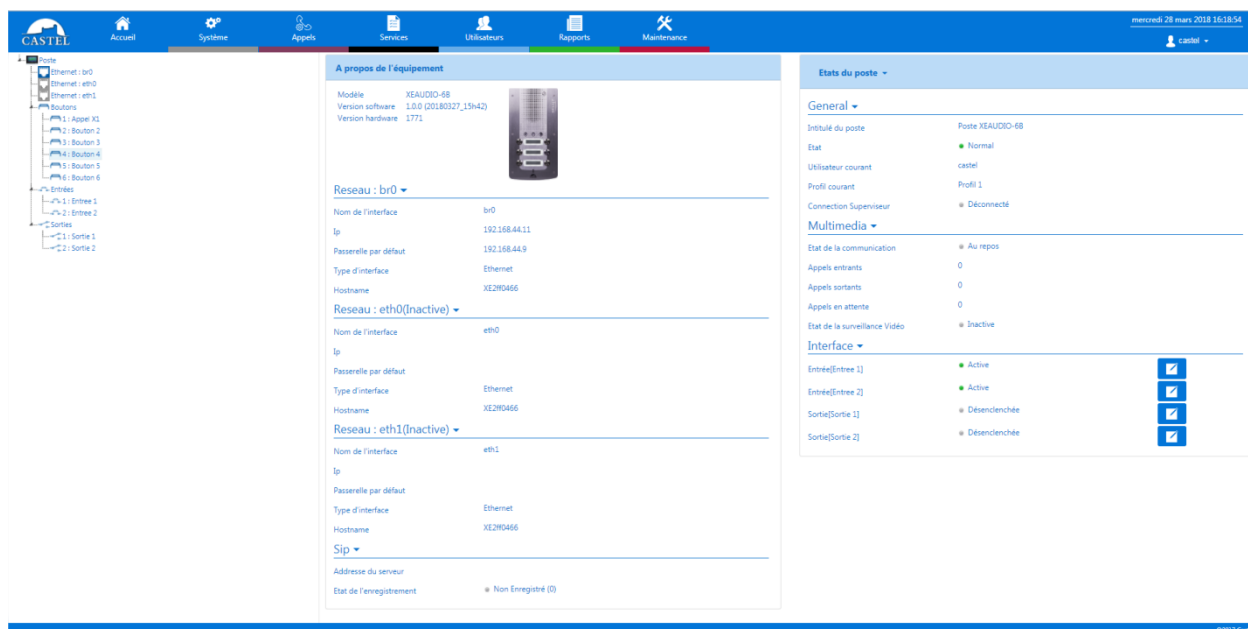 CASTEL
Accueil
Système
Appels
Services
Utilisateurs
Rapports
Maintenance
mercredi 28 mars 2018 16:18:54
castel
Poste
Ethernet : br0
Ethernet : eth0
Ethernet : eth1
Boutons
1 : Appel X1
2 : Bouton 2
3 : Bouton 3
4 : Bouton 4
5 : Bouton 5
6 : Bouton 6
Entrées
1 : Entree 1
2 : Entree 2
Sorties
1 : Sortie 1
2 : Sortie 2
A propos de l'équipement
Modèle XEAUDIO-6B
Version software 1.0.0 (20180327_15h42)
Version hardware 1771
Reseau : br0
Nom de l'interface br0
Ip 192.168.44.11
Passerelle par défaut 192.168.44.9
Type d'interface Ethernet
Hostname XE2ff0466
Reseau : eth0(Inactive)
Nom de l'interface eth0
Ip
Passerelle par défaut
Type d'interface Ethernet
Hostname XE2ff0466
Reseau : eth1(Inactive)
Nom de l'interface eth1
Ip
Passerelle par défaut
Type d'interface Ethernet
Hostname XE2ff0466
Sip
Addresse du serveur
Etat de l'enregistrement Non Enregistré (0)
Etats du poste
General
Intitulé du poste Poste XEAUDIO-6B
Etat Normal
Utilisateur courant castel
Profil courant Profil 1
Connection Superviseur Déconnecté
Multimedia
Etat de la communication Au repos
Appels entrants 0
Appels sortants 0
Appels en attente 0
Etat de la surveillance Vidéo Inactive
Interface
Entrée[Entree 1] Active
Entrée[Entree 2] Active
Sortie[Sortie 1] Désenclenchée
Sortie[Sortie 2] Désenclenchée